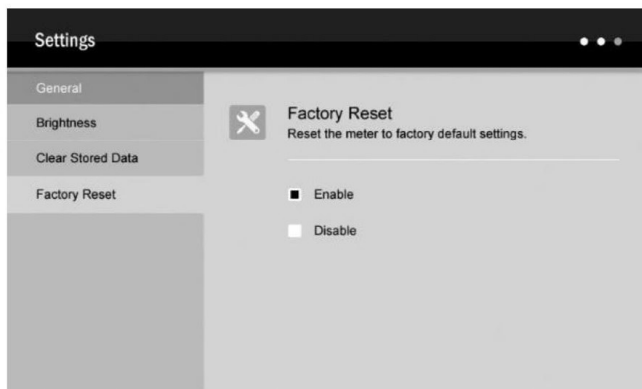 Settings
General
Brightness
Clear Stored Data
Factory Reset
Factory Reset
Reset the meter to factory default settings.
Enable
Disable